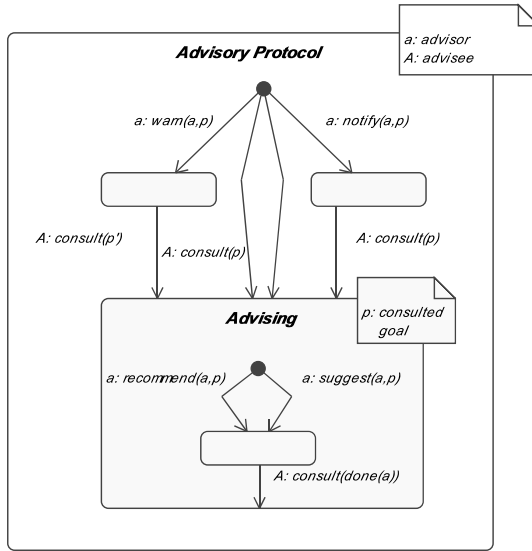 a: advisor
A: advisee
Advisory Protocol
a: warn(a,p)
a: notify(a,p)
A: consult(p')
A: consult(p)
A: consult(p)
p: consulted
goal
Advising
a: recommend(a,p)
a: suggest(a,p)
A: consult(done(a))